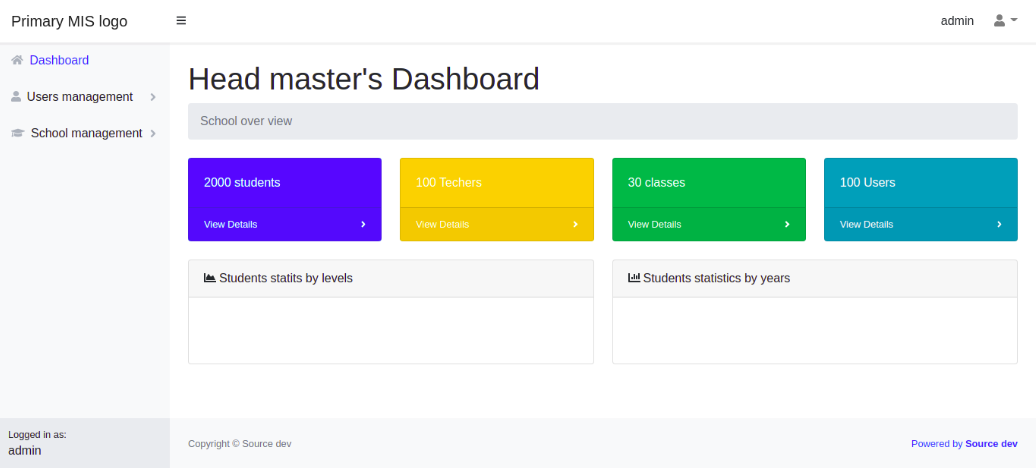 Primary MIS logo
admin
Dashboard
Users management
School management
Head master's Dashboard
School over view
2000 students
View Details
100 Techers
View Details
30 classes
View Details
100 Users
View Details
Students statits by levels
Students statistics by years
Logged in as:
admin
Copyright © Source dev
Powered by Source dev